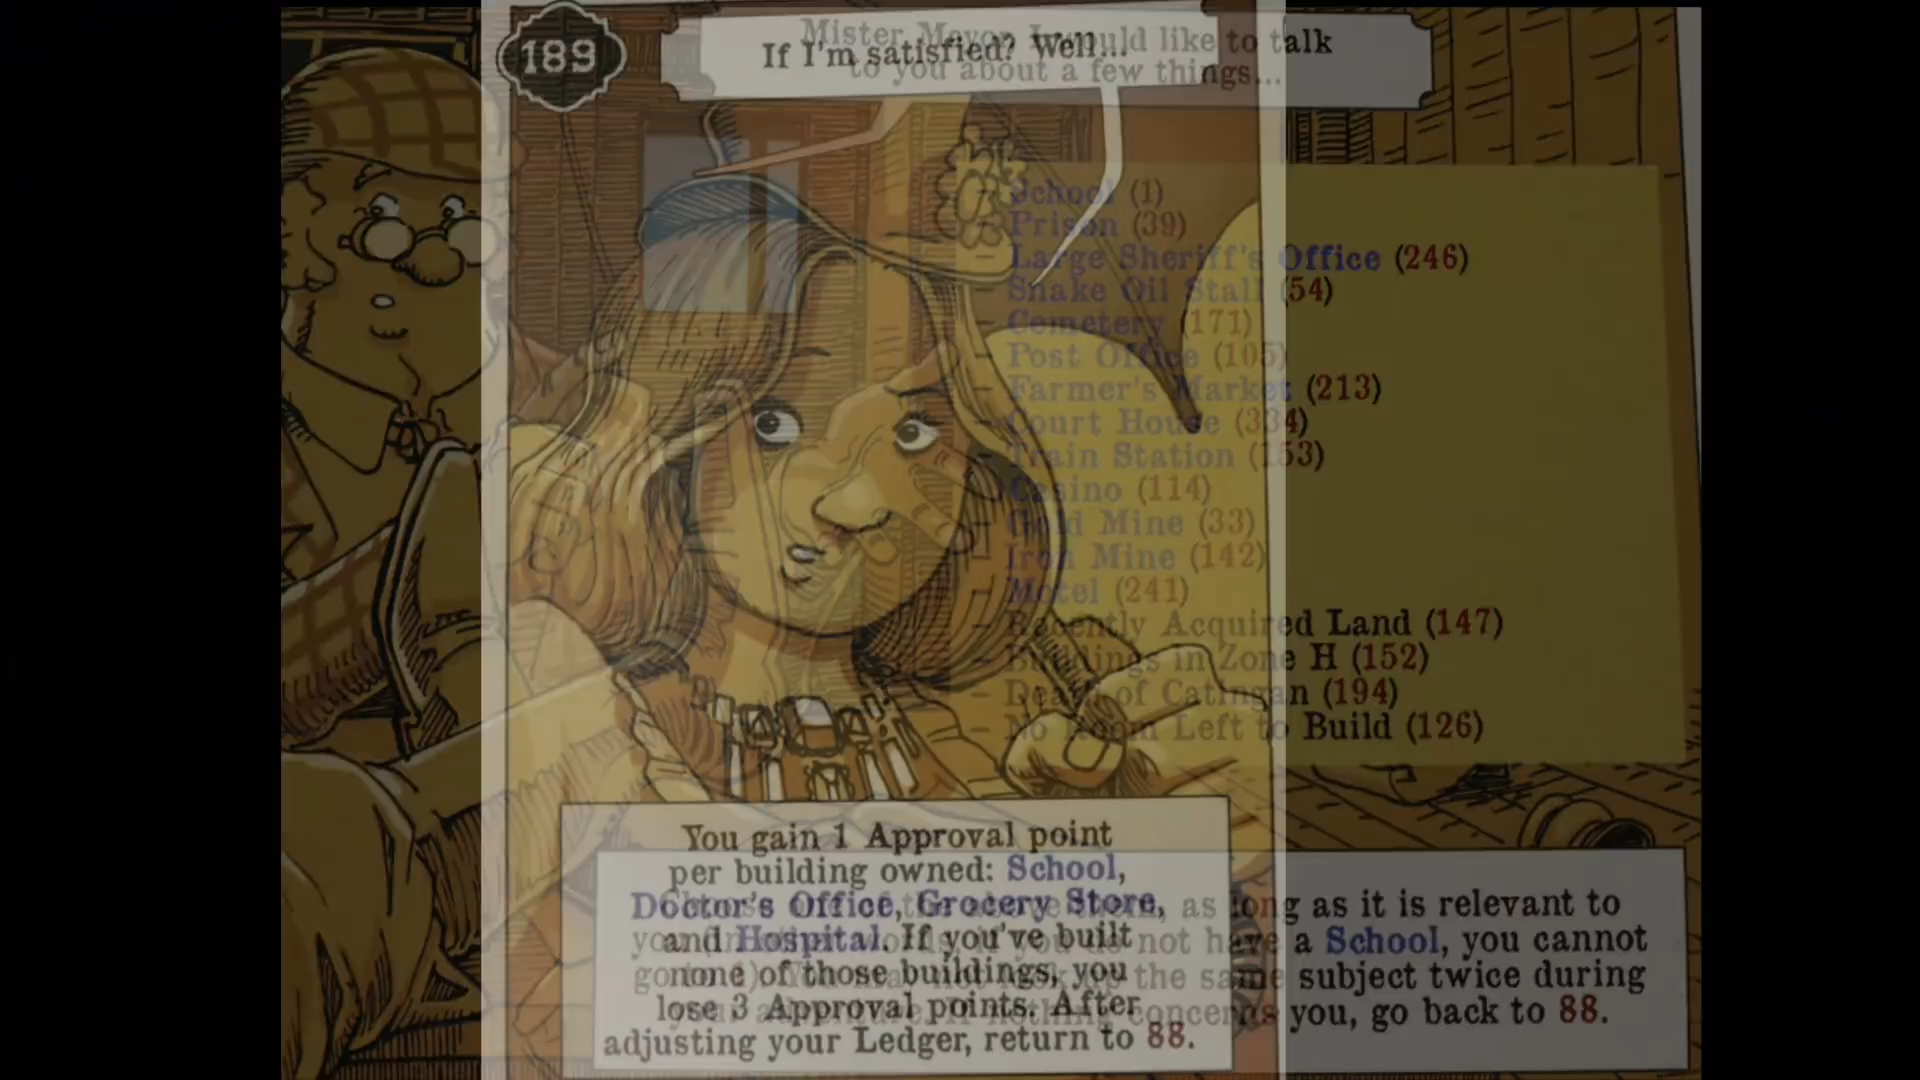 189
If I'm satisfied? Well...
Mister Mayor I would like to talk
to you about a few things...
- School (1)
- Prison (39)
- Large Sheriff's Office (246)
- Snake Oil Stall (54)
- Cemetery (171)
- Post Office (105)
- Farmer's Market (213)
- Court House (334)
- Train Station (153)
- Casino (114)
- Gold Mine (33)
- Iron Mine (142)
- Motel (241)
- Recently Acquired Land (147)
- Buildings in Zone H (152)
- Death of Catingan (194)
- No Room Left to Build (126)
You gain 1 Approval point
per building owned: School,
Doctor's Office, Grocery Store,
and Hospital. If you've built
none of those buildings, you
lose 3 Approval points. After
adjusting your Ledger, return to 88.
as long as it is relevant to
not have a School, you cannot
the same subject twice during
concerns you, go back to 88.